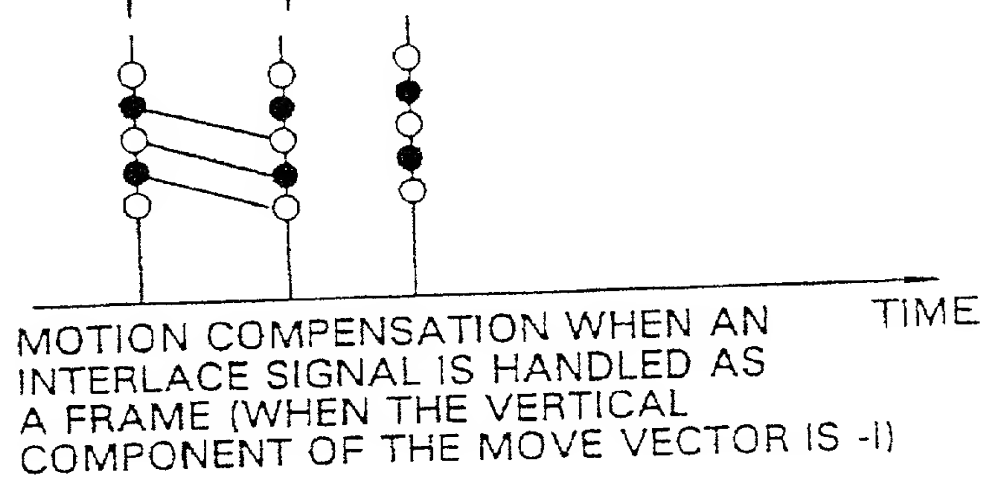 TIME
MOTION COMPENSATION WHEN AN
INTERLACE SIGNAL IS HANDLED AS
A FRAME (WHEN THE VERTICAL
COMPONENT OF THE MOVE VECTOR IS -1)